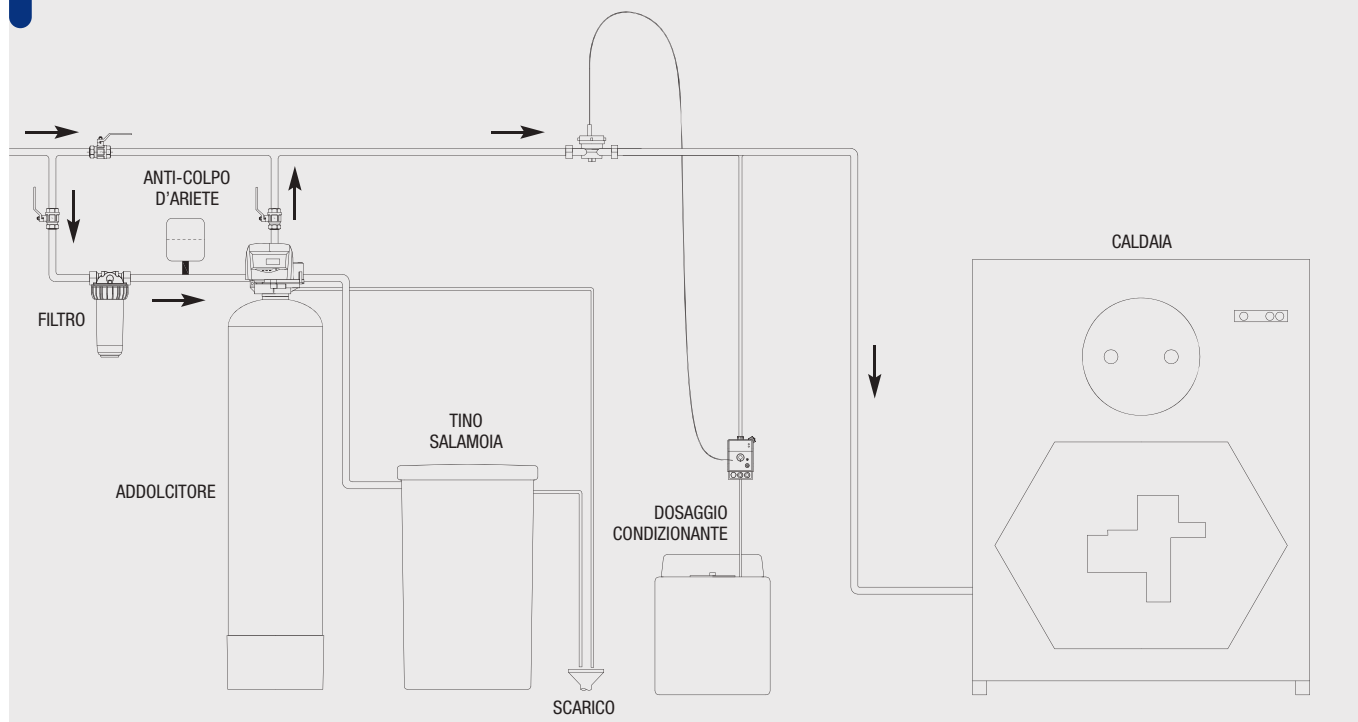 ANTI-COLPO
D'ARIETE
CALDAIA
FILTRO
TINO
SALAMOIA
ADDOLCITORE
DOSAGGIO
CONDIZIONANTE
SCARICO